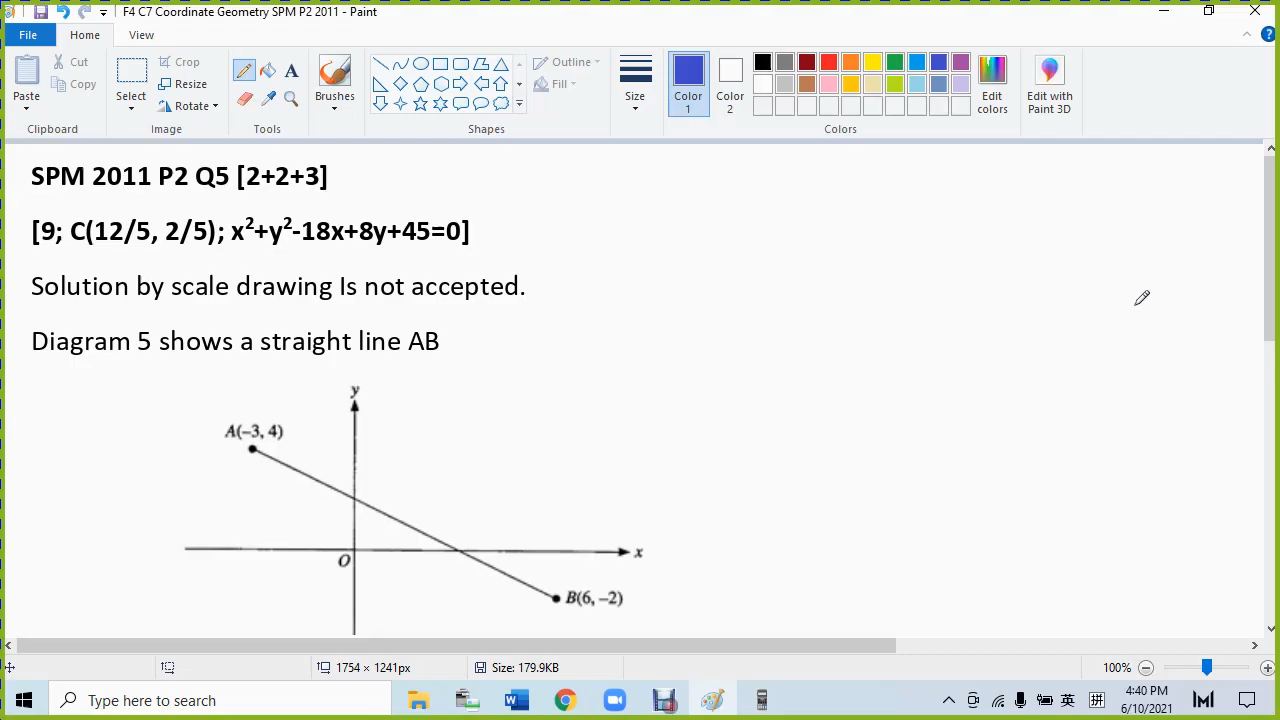 F4 C7 Coordinate Geometry SPM P2 2011 - Paint
File Home View
Paste Cut Copy Select Crop Resize Rotate A Brushes Outline Fill Size Color 1 Color 2 Edit colors Edit with Paint 3D
Clipboard Image Tools Shapes Colors
SPM 2011 P2 Q5 [2+2+3]
[9; C(12/5, 2/5); x²+y²-18x+8y+45=0]
Solution by scale drawing Is not accepted.
Diagram 5 shows a straight line AB
y
A(–3, 4)
O
x
B(6, –2)
1754 × 1241px Size: 179.9KB 100%
Type here to search
英 拼 4:40 PM
6/10/2021